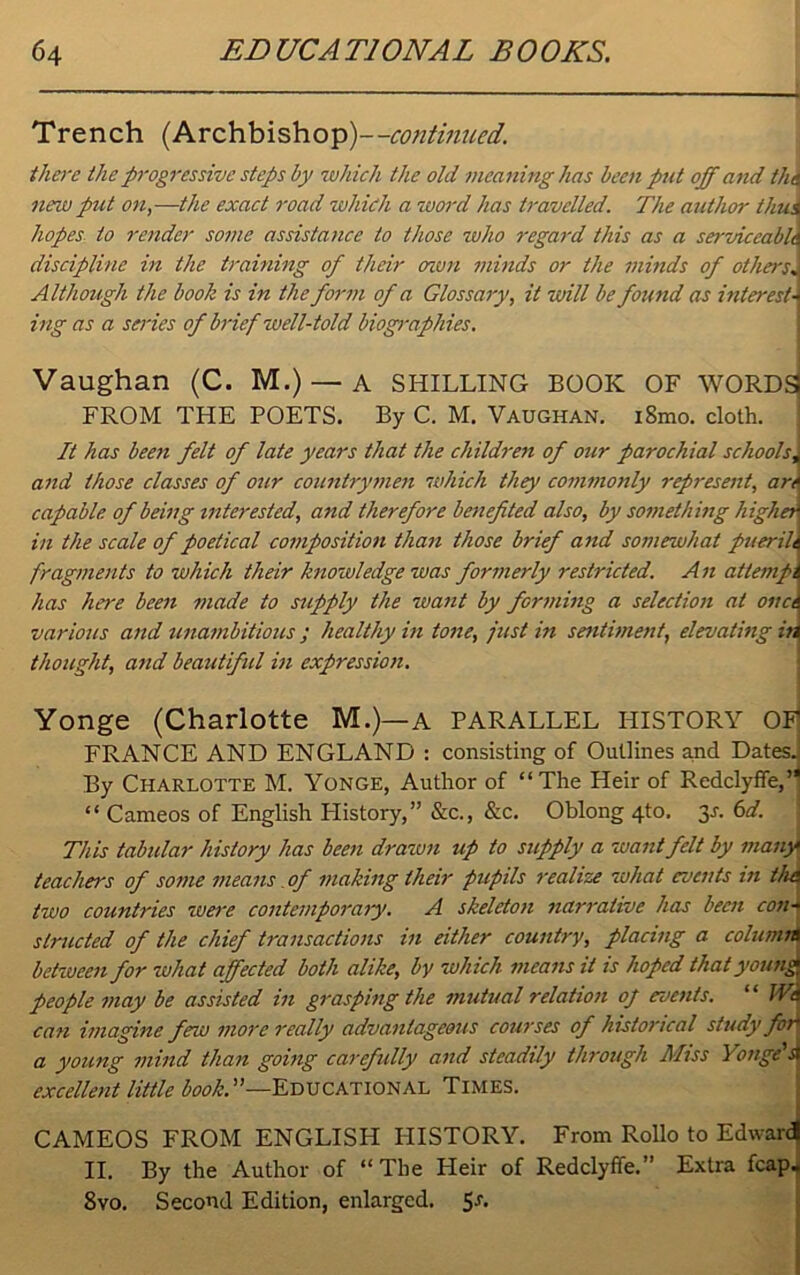 64 EDUCATIONAL BOOKS.
Trench (Archbishop)--continued.
there the progressive steps by which the old meaning has been put off and the
new put on,—the exact road which a word has travelled. The author thus
hopes to render some assistance to those who regard this as a serviceable
discipline in the training of their own minds or the minds of others.
Although the book is in the form of a Glossary, it will be found as interest-
ing as a series of brief well-told biographies.
Vaughan (C. M.) — A SHILLING BOOK OF WORDS
FROM THE POETS. By C. M. VAUGHAN. 18mo. cloth.
It has been felt of late years that the children of our parochial schools,
and those classes of our countrymen which they commonly represent, are
capable of being interested, and therefore benefited also, by something higher
in the scale of poetical composition than those brief and somewhat puerile
fragments to which their knowledge was formerly restricted. An attempt
has here been made to supply the want by forming a selection at once
various and unambitious; healthy in tone, just in sentiment, elevating in
thought, and beautiful in expression.
Yonge (Charlotte M.)—A PARALLEL HISTORY OF
FRANCE AND ENGLAND : consisting of Outlines and Dates.
By CHARLOTTE M. YONGE, Author of “The Heir of Redclyffe,”
“Cameos of English History,” &c., &c. Oblong 4to. 3s. 6d.
This tabular history has been drawn up to supply a want felt by many
teachers of some means of making their pupils realize what events in the
two countries were contemporary. A skeleton narrative has been con-
structed of the chief transactions in either country, placing a column
between for what affected both alike, by which means it is hoped that young
people may be assisted in grasping the mutual relation of events. “We
can imagine few more really advantageous courses of historical study for
a young mind than going carefully and steadily through Miss Yonge's
excellent little book.”—EDUCATIONAL TIMES.
CAMEOS FROM ENGLISH HISTORY. From Rollo to Edward
II. By the Author of “The Heir of Redclyffe.” Extra fcap.
8vo. Second Edition, enlarged. 5s.